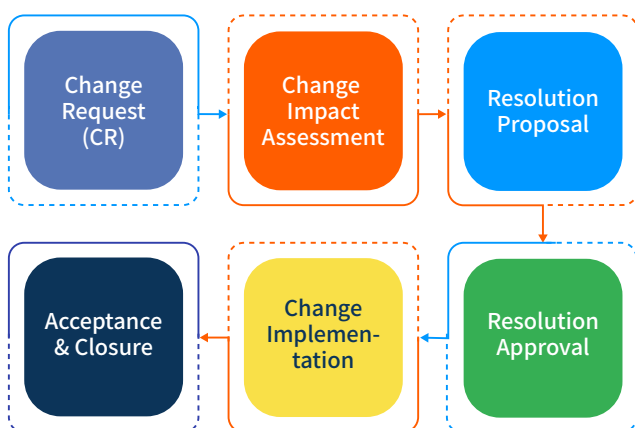 Change
Request
(CR)
Change
Impact
Assessment
Resolution
Proposal
Acceptance
& Closure
Change
Implemen-
tation
Resolution
Approval